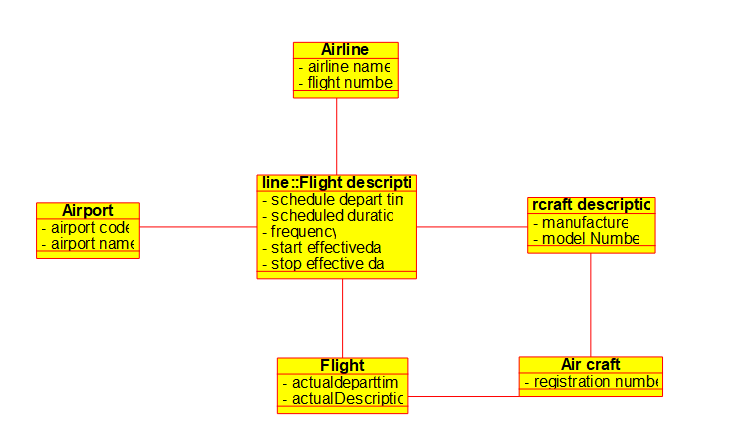 Airline
- airline name
- flight numbe
line::Flight descripti
- schedule depart tim
- scheduled duratic
- frequency
- start effectiveda
- stop effective da
Airport
- airport code
- airport name
rcraft descriptic
- manufacture
- model Numbe
Flight
- actualdeparttim
- actualDescriptic
Air craft
- registration numbe